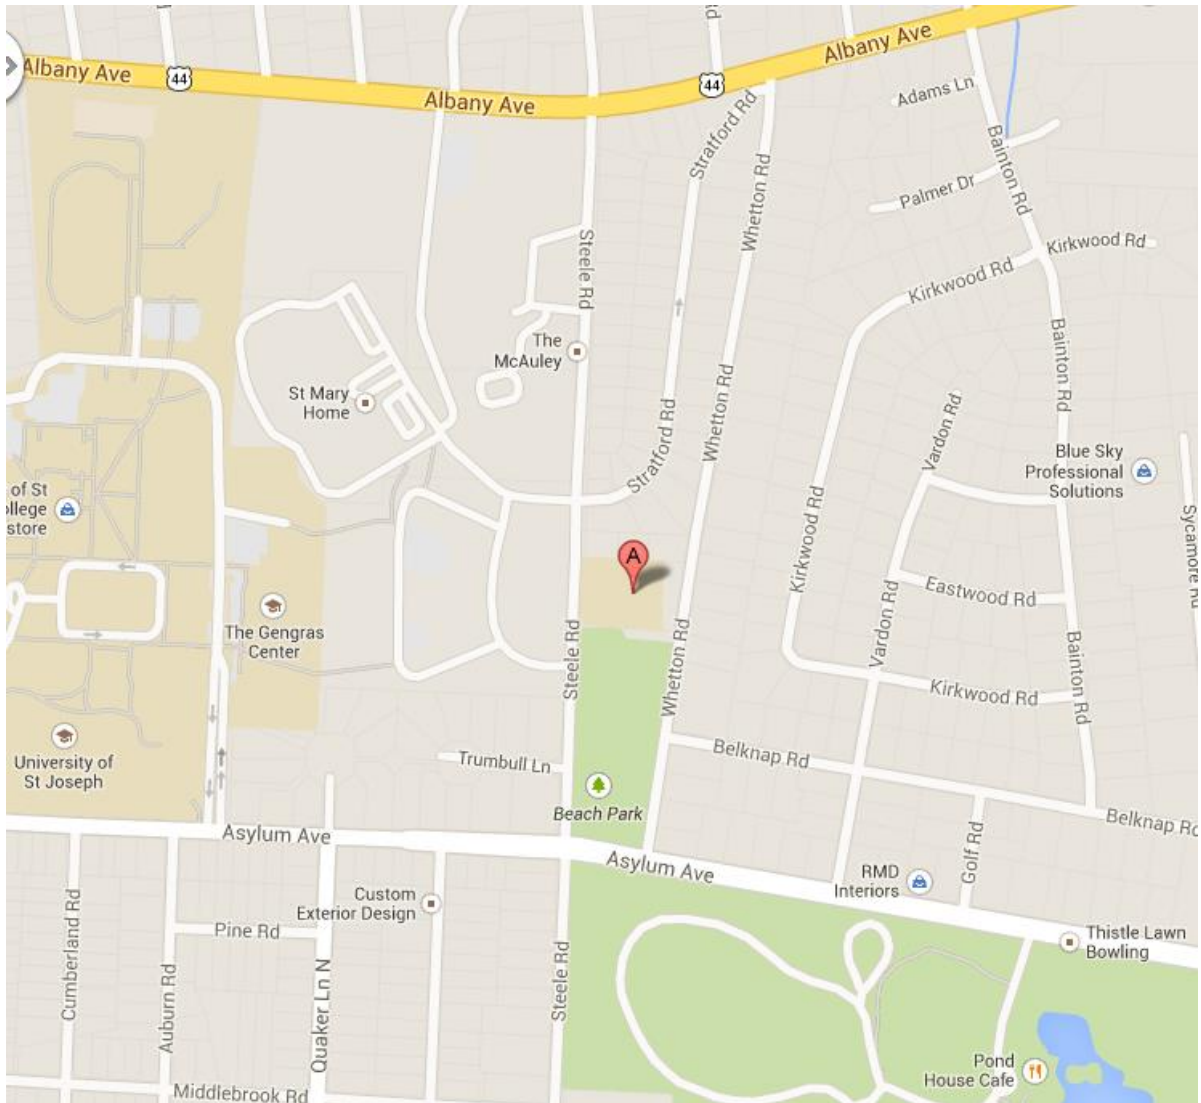 Rd
Rd
Albany Ave
44
Albany Ave
44
Albany Ave
Adams Ln
Stratford Rd
Bainton Rd
Whetton Rd
Palmer Dr
Steele Rd
Kirkwood Rd
Kirkwood Rd
The
McAuley
Bainton Rd
St Mary
Home
Whetton Rd
Stratford Rd
Vardon Rd
Blue Sky
Professional
Solutions
of St
llege
store
Kirkwood Rd
Sycamore Rd
A
Eastwood Rd
The Gengras
Center
Vardon Rd
Steele Rd
Whetton Rd
Bainton Rd
Kirkwood Rd
University of
St Joseph
Trumbull Ln
Belknap Rd
Beach Park
Belknap Rd
Asylum Ave
Asylum Ave
Golf Rd
RMD
Interiors
Custom
Exterior Design
Cumberland Rd
Pine Rd
Thistle Lawn
Bowling
Auburn Rd
Quaker Ln N
Steele Rd
Pond
House Cafe
Middlebrook Rd